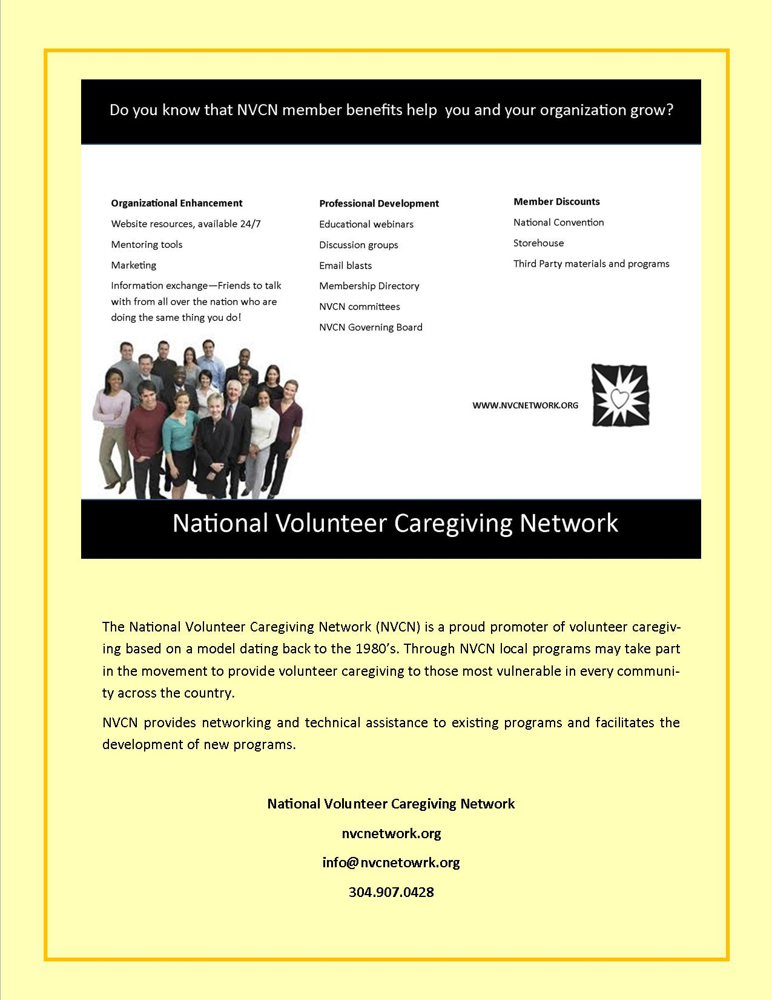 Do you know that NVCN member benefits help  you and your organization grow?
Organizational Enhancement
Website resources, available 24/7
Mentoring tools
Marketing
Information exchange—Friends to talk
with from all over the nation who are
doing the same thing you do!
Professional Development
Educational webinars
Discussion groups
Email blasts
Membership Directory
NVCN committees
NVCN Governing Board
Member Discounts
National Convention
Storehouse
Third Party materials and programs
WWW.NVCNETWORK.ORG
National Volunteer Caregiving Network
The National Volunteer Caregiving Network (NVCN) is a proud promoter of volunteer caregiv-
ing based on a model dating back to the 1980’s. Through NVCN local programs may take part
in the movement to provide volunteer caregiving to those most vulnerable in every communi-
ty across the country.
NVCN provides networking and technical assistance to existing programs and facilitates the
development of new programs.
National Volunteer Caregiving Network
nvcnetwork.org
info@nvcnetowrk.org
304.907.0428